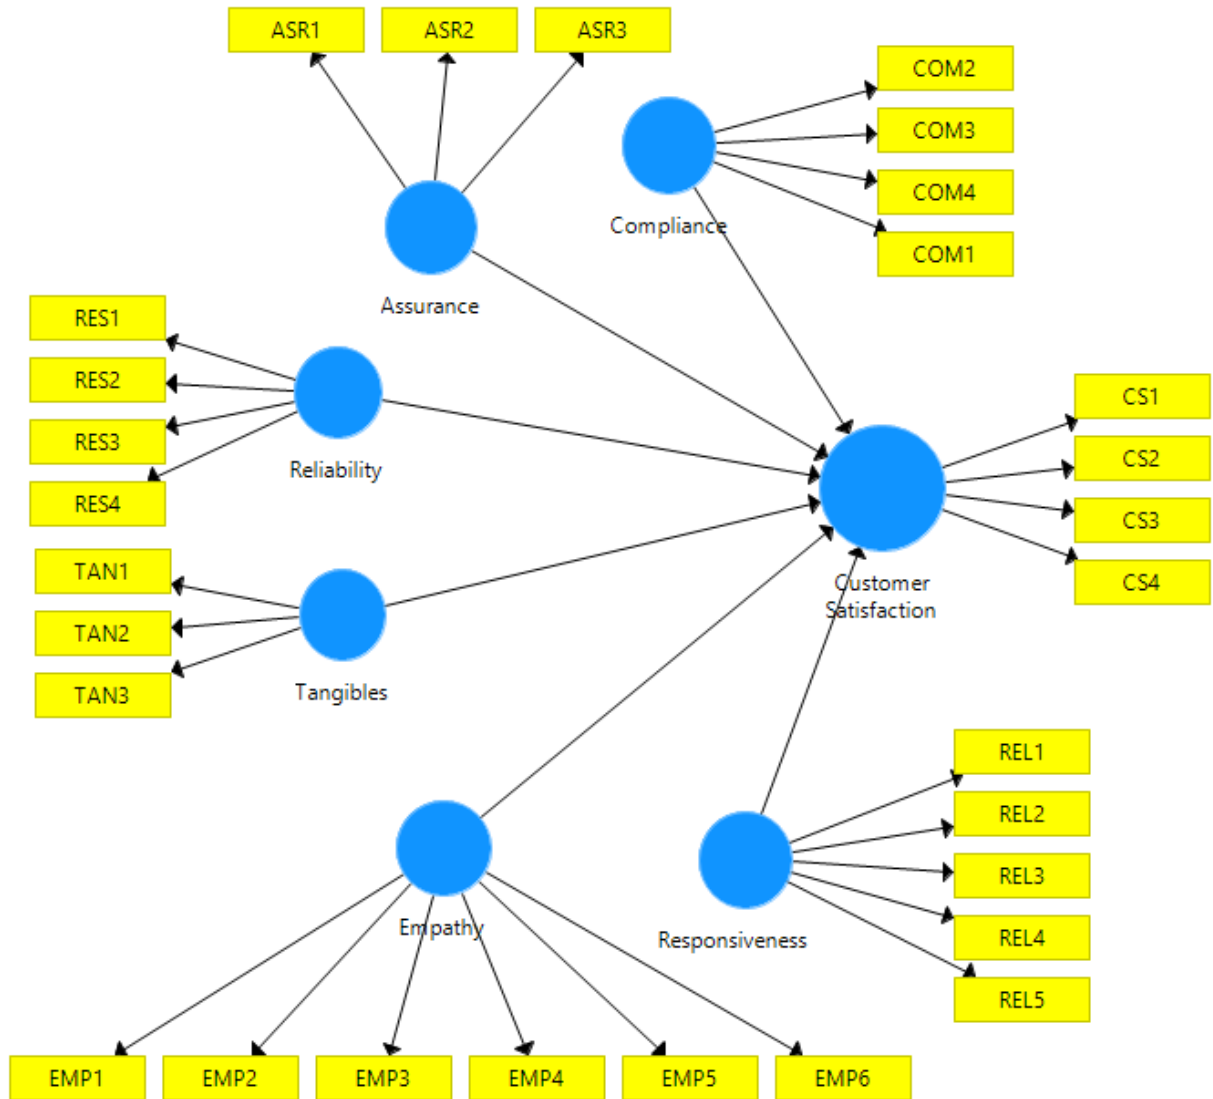 ASR1
ASR2
ASR3
COM2
COM3
COM4
COM1
Compliance
Assurance
RES1
RES2
RES3
RES4
Reliability
CS1
CS2
CS3
CS4
Customer
Satisfaction
TAN1
TAN2
TAN3
Tangibles
REL1
REL2
REL3
REL4
REL5
Empathy
Responsiveness
EMP1
EMP2
EMP3
EMP4
EMP5
EMP6